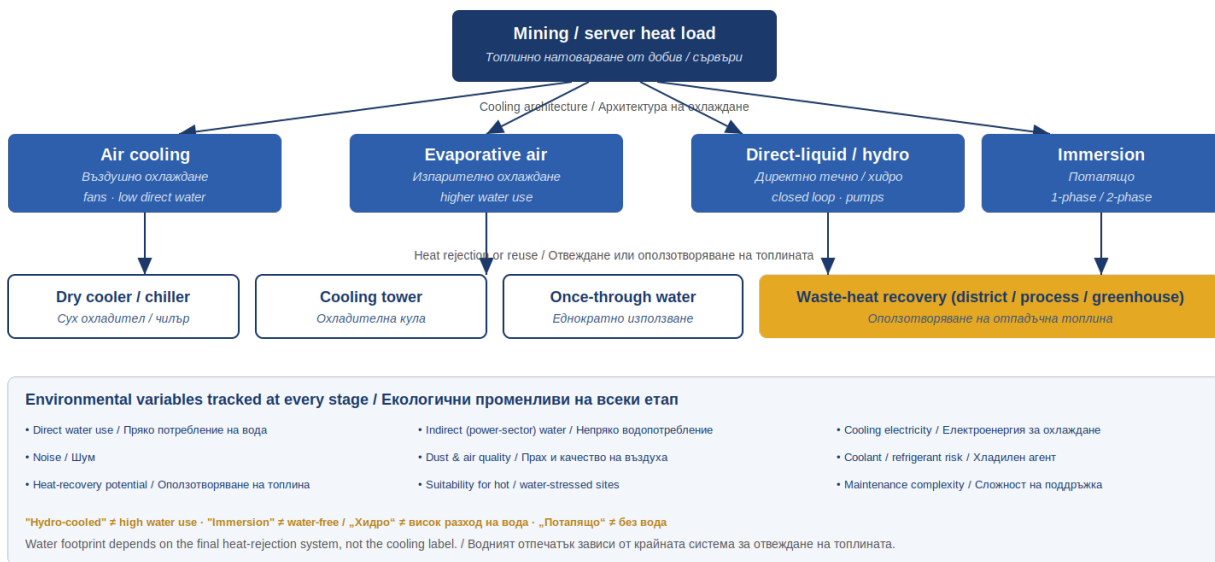 Mining / server heat load
Топлинно натоварване от добив / сървъри
Cooling architecture / Архитектура на охлаждане
Air cooling
Въздушно охлаждане
fans · low direct water
Evaporative air
Изпарително охлаждане
higher water use
Direct-liquid / hydro
Директно течно / хидро
closed loop · pumps
Immersion
Потапящо
1-phase / 2-phase
Heat rejection or reuse / Отвеждане или оползотворяване на топлината
Dry cooler / chiller
Сух охладител / чилър
Cooling tower
Охладителна кула
Once-through water
Еднократно използване
Waste-heat recovery (district / process / greenhouse)
Оползотворяване на отпадъчна топлина
Environmental variables tracked at every stage / Екологични променливи на всеки етап
• Direct water use / Пряко потребление на вода
• Indirect (power-sector) water / Непряко водопотребление
• Cooling electricity / Електроенергия за охлаждане
• Noise / Шум
• Dust & air quality / Прах и качество на въздуха
• Coolant / refrigerant risk / Хладилен агент
• Heat-recovery potential / Оползотворяване на топлина
• Suitability for hot / water-stressed sites
• Maintenance complexity / Сложност на поддръжка
"Hydro-cooled" ≠ high water use · "Immersion" ≠ water-free / „Хидро“ ≠ висок разход на вода · „Потапящо“ ≠ без вода
Water footprint depends on the final heat-rejection system, not the cooling label. / Водният отпечатък зависи от крайната система за отвеждане на топлината.